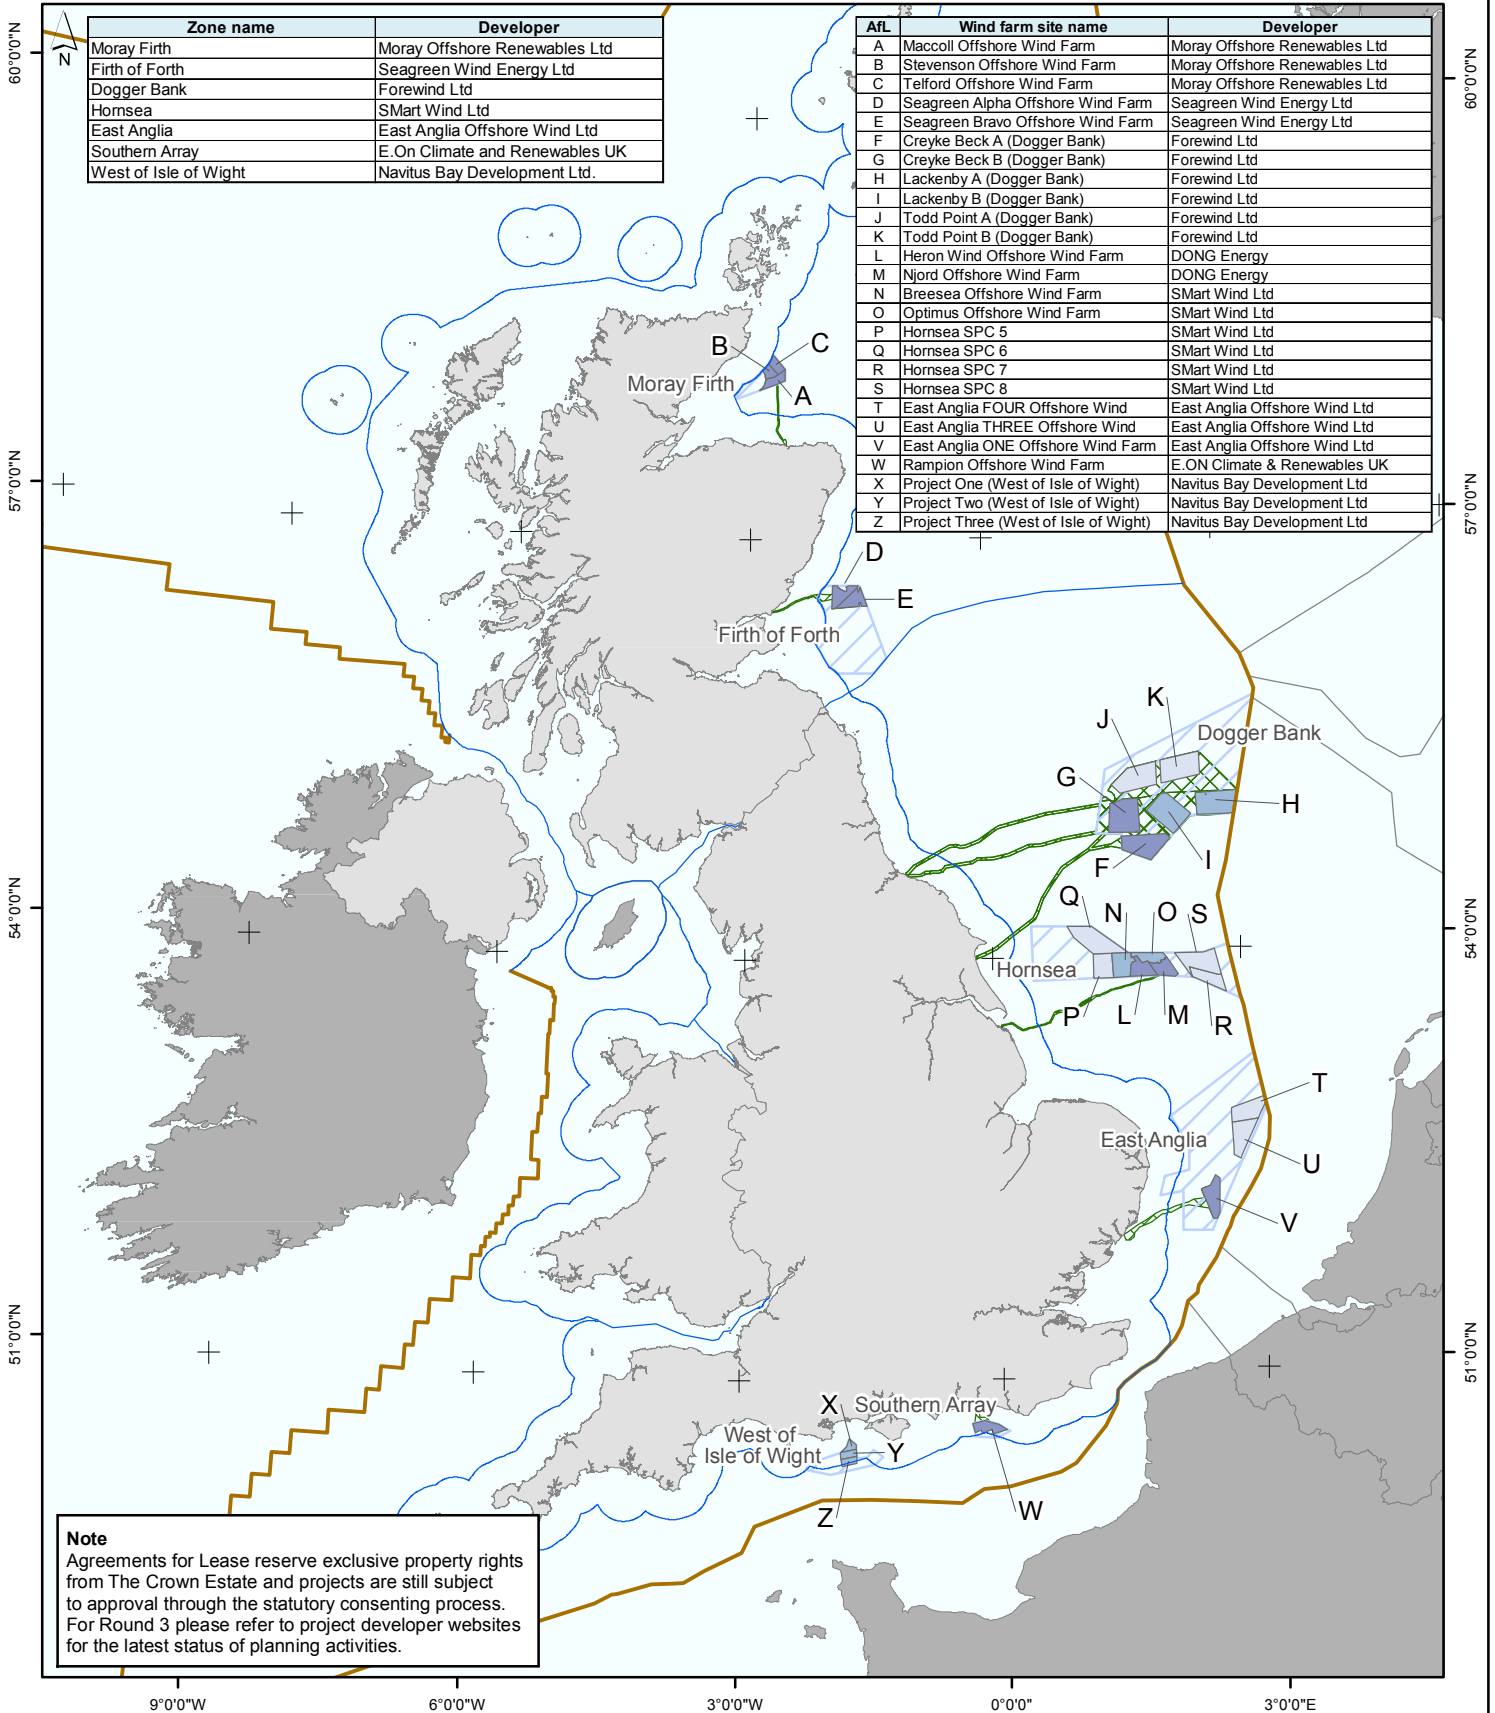 Zone name Developer
Moray Firth Moray Offshore Renewables Ltd
Firth of Forth Seagreen Wind Energy Ltd
Dogger Bank Forewind Ltd
Hornsea SMart Wind Ltd
East Anglia East Anglia Offshore Wind Ltd
Southern Array E.On Climate and Renewables UK
West of Isle of Wight Navitus Bay Development Ltd.
AfL Wind farm site name Developer
A Maccoll Offshore Wind Farm Moray Offshore Renewables Ltd
B Stevenson Offshore Wind Farm Moray Offshore Renewables Ltd
C Telford Offshore Wind Farm Moray Offshore Renewables Ltd
D Seagreen Alpha Offshore Wind Farm Seagreen Wind Energy Ltd
E Seagreen Bravo Offshore Wind Farm Seagreen Wind Energy Ltd
F Creyke Beck A (Dogger Bank) Forewind Ltd
G Creyke Beck B (Dogger Bank) Forewind Ltd
H Lackenby A (Dogger Bank) Forewind Ltd
I Lackenby B (Dogger Bank) Forewind Ltd
J Todd Point A (Dogger Bank) Forewind Ltd
K Todd Point B (Dogger Bank) Forewind Ltd
L Heron Wind Offshore Wind Farm DONG Energy
M Njord Offshore Wind Farm DONG Energy
N Breesea Offshore Wind Farm SMart Wind Ltd
O Optimus Offshore Wind Farm SMart Wind Ltd
P Hornsea SPC 5 SMart Wind Ltd
Q Hornsea SPC 6 SMart Wind Ltd
R Hornsea SPC 7 SMart Wind Ltd
S Hornsea SPC 8 SMart Wind Ltd
T East Anglia FOUR Offshore Wind East Anglia Offshore Wind Ltd
U East Anglia THREE Offshore Wind East Anglia Offshore Wind Ltd
V East Anglia ONE Offshore Wind Farm East Anglia Offshore Wind Ltd
W Rampion Offshore Wind Farm E.ON Climate & Renewables UK
X Project One (West of Isle of Wight) Navitus Bay Development Ltd
Y Project Two (West of Isle of Wight) Navitus Bay Development Ltd
Z Project Three (West of Isle of Wight) Navitus Bay Development Ltd
N
60°0'0"N
60°0'0"N
B C
Moray Firth
A
57°0'0"N
57°0'0"N
D
E
Firth of Forth
K
J
Dogger Bank
G
H
F
I
54°0'0"N
54°0'0"N
Q N O S
Hornsea
P L M R
T
East Anglia
U
V
51°0'0"N
51°0'0"N
X Southern Array
West of
Isle of Wight
Y
Z
W
Note
Agreements for Lease reserve exclusive property rights
from The Crown Estate and projects are still subject
to approval through the statutory consenting process.
For Round 3 please refer to project developer websites
for the latest status of planning activities.
9°0'0"W 6°0'0"W 3°0'0"W 0°0'0" 3°0'0"E